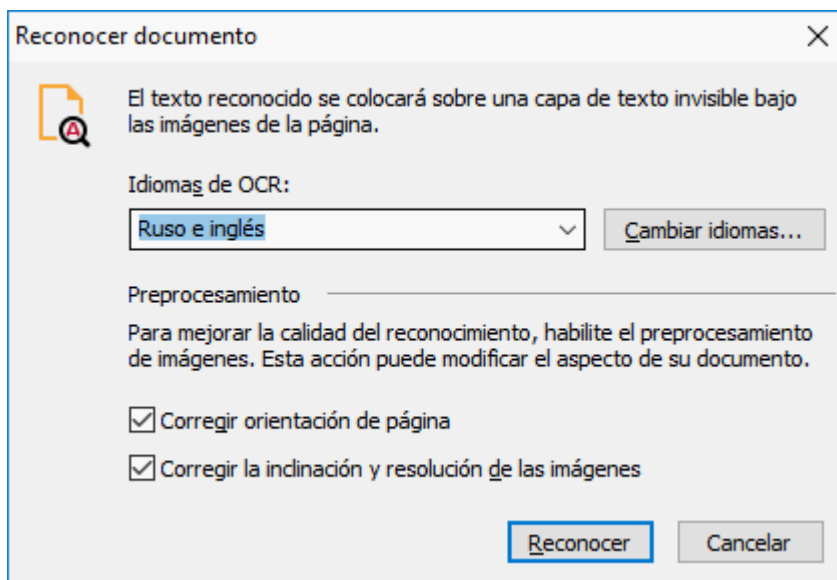 Reconocer documento
El texto reconocido se colocará sobre una capa de texto invisible bajo
las imágenes de la página.
Idiomas de OCR:
Ruso e inglés
Cambiar idiomas...
Preprocesamiento
Para mejorar la calidad del reconocimiento, habilite el preprocesamiento
de imágenes. Esta acción puede modificar el aspecto de su documento.
Corregir orientación de página
Corregir la inclinación y resolución de las imágenes
Reconocer
Cancelar